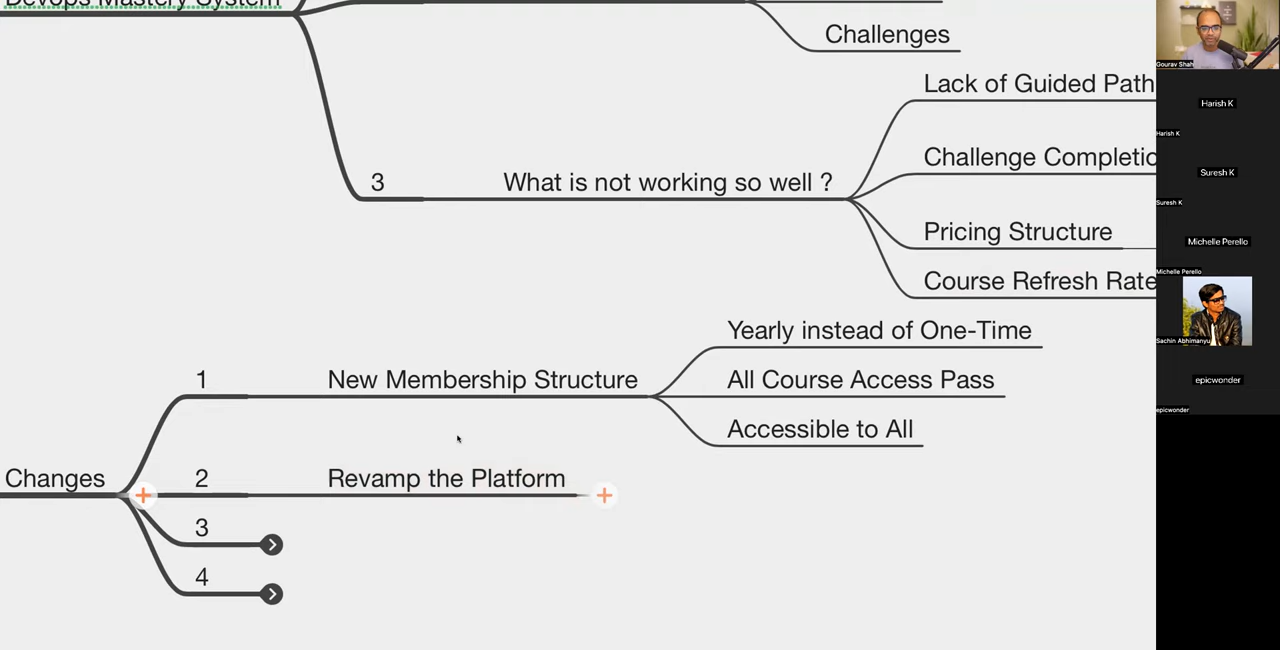 Devops Mastery System
Challenges
Lack of Guided Path
Challenge Completio
3
What is not working so well ?
Pricing Structure
Course Refresh Rate
Yearly instead of One-Time
1
New Membership Structure
All Course Access Pass
Accessible to All
Changes
2
Revamp the Platform
3
4
Gourav Shah
Harish K
Harish K
Suresh K
Suresh K
Michelle Perello
Michelle Perello
Sachin Abhimanyu
epicwonder
epicwonder